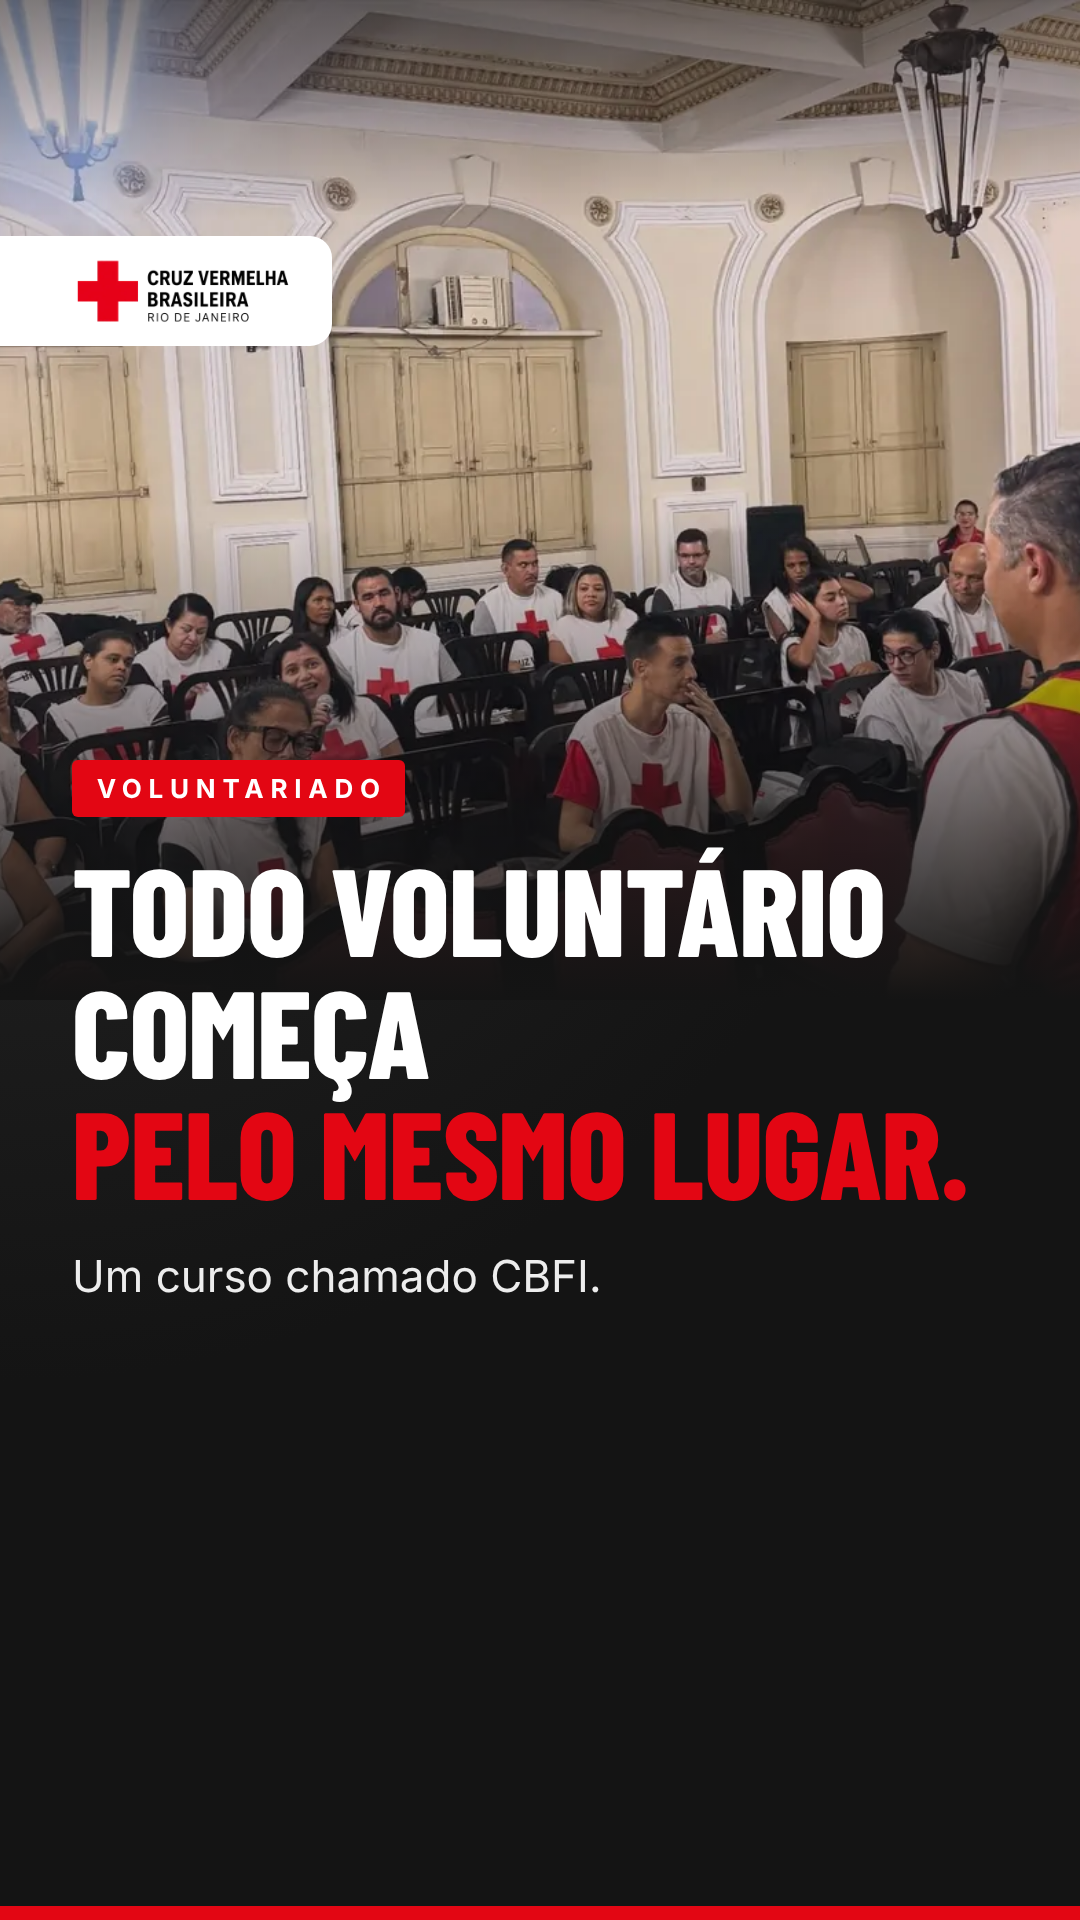 CRUZ VERMELHA
BRASILEIRA
RIO DE JANEIRO
VOLUNTARIADO
TODO VOLUNTÁRIO
COMEÇA
PELO MESMO LUGAR.
Um curso chamado CBFI.